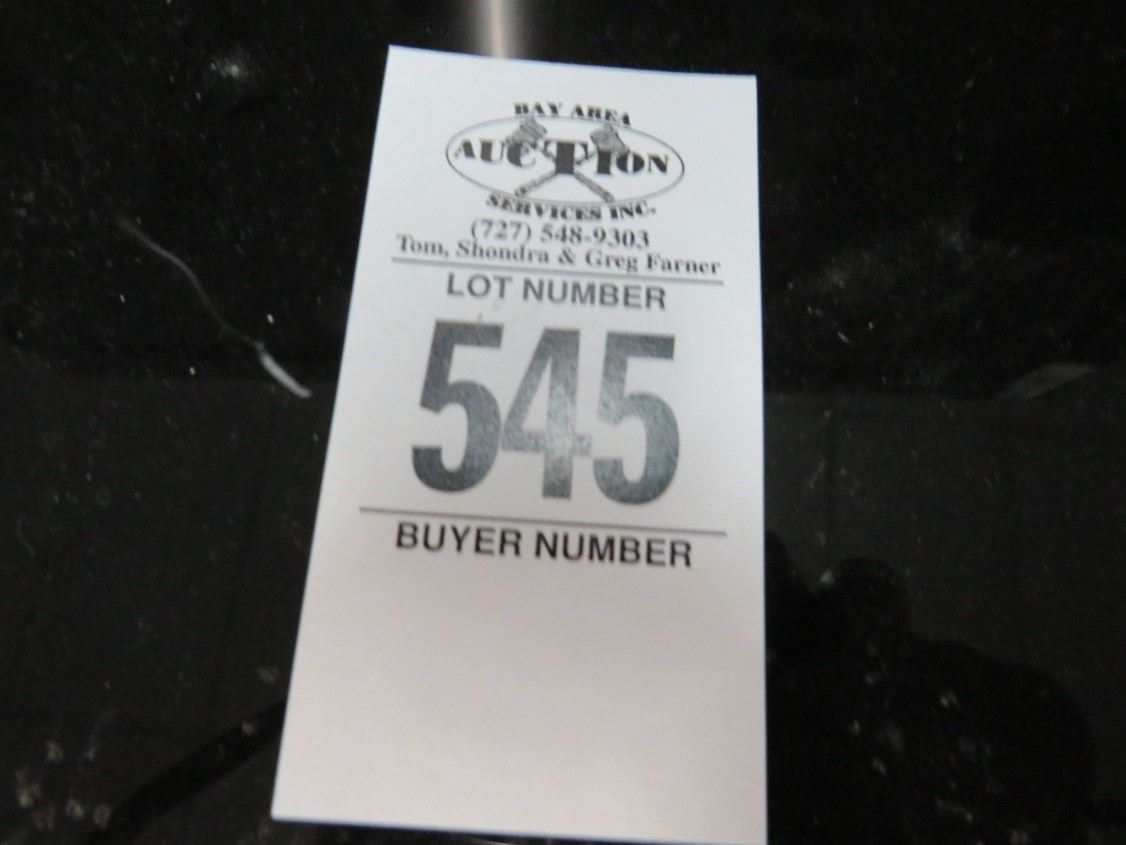 BAY AREA
AUCTION
SERVICES INC.
(727) 548-9303
Tom, Shondra & Greg Farner
LOT NUMBER
545
BUYER NUMBER